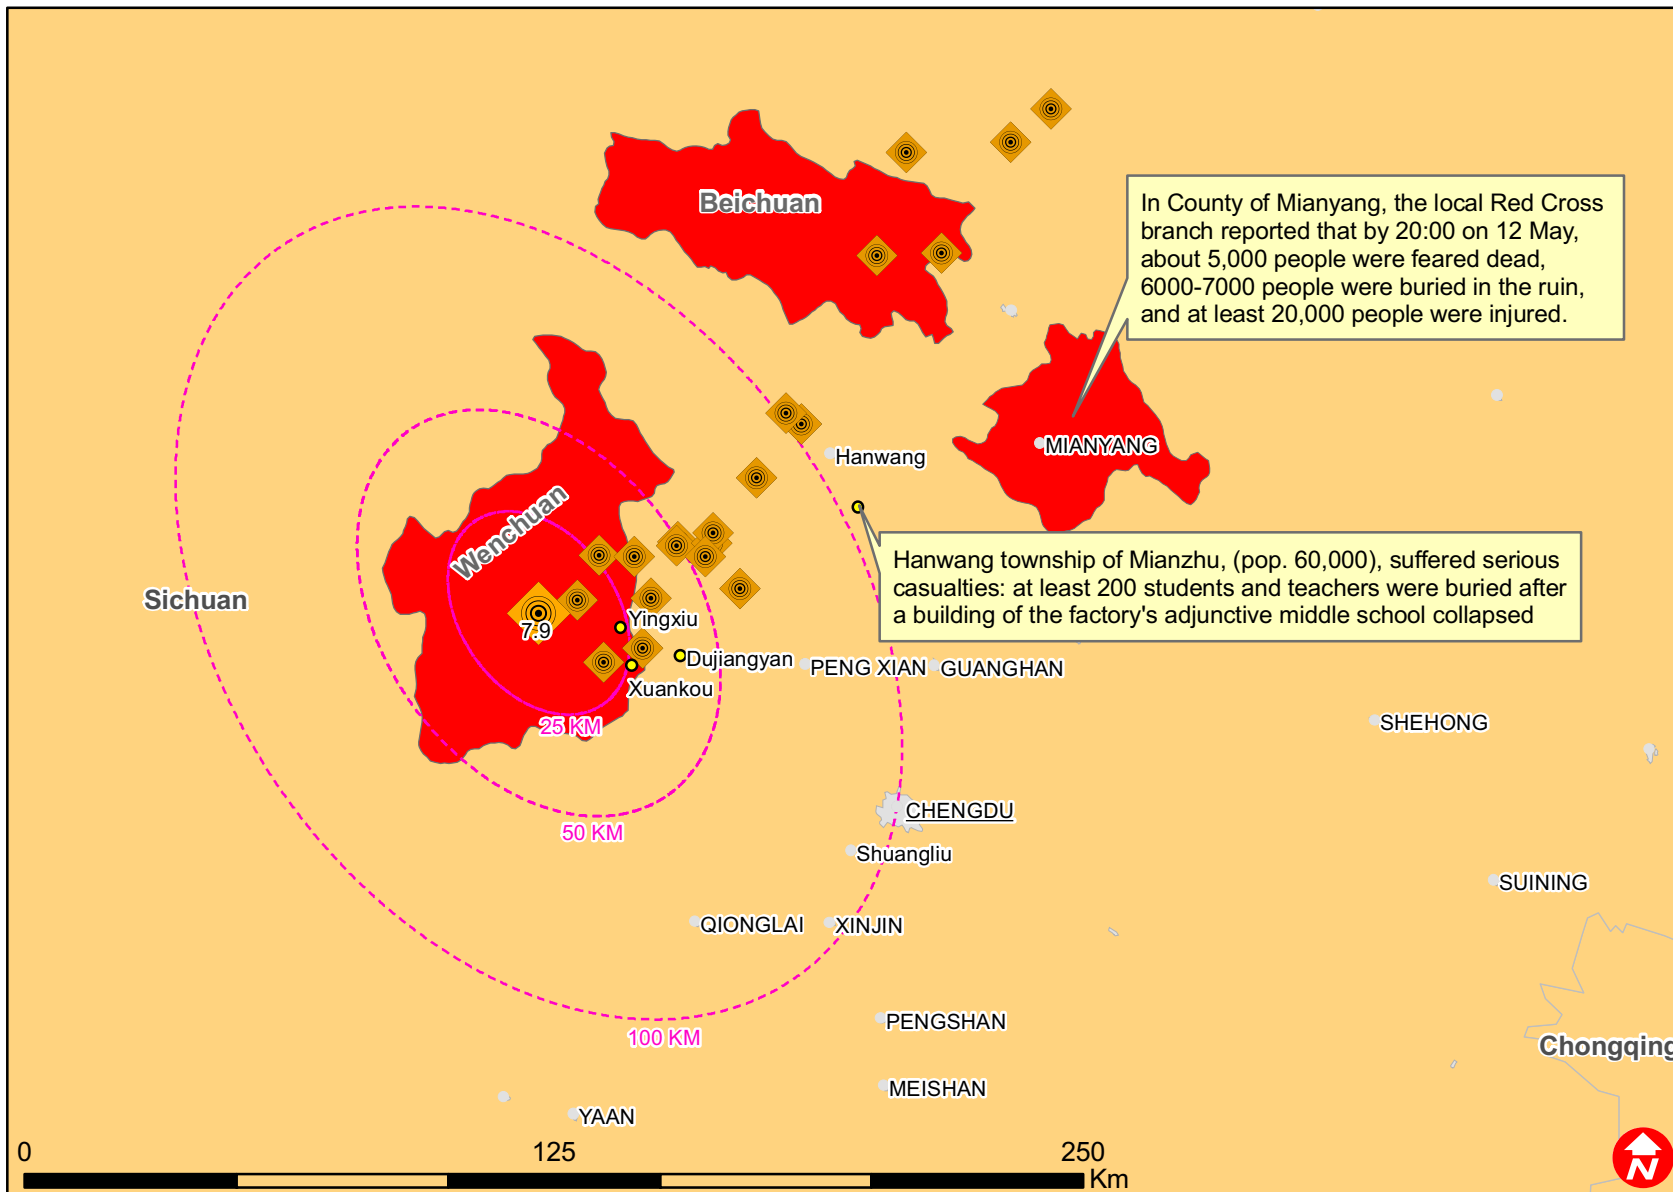 Beichuan
In County of Mianyang, the local Red Cross
branch reported that by 20:00 on 12 May,
about 5,000 people were feared dead,
6000-7000 people were buried in the ruin,
and at least 20,000 people were injured.
MIANYANG
Hanwang
Wenchuan
Hanwang township of Mianzhu, (pop. 60,000), suffered serious
casualties: at least 200 students and teachers were buried after
a building of the factory's adjunctive middle school collapsed
Sichuan
7.9
Yingxiu
Dujiangyan
Xuankou
PENG XIAN
GUANGHAN
25 KM
SHEHONG
50 KM
CHENGDU
Shuangliu
SUINING
QIONGLAI
XINJIN
PENGSHAN
100 KM
Chongqing
MEISHAN
YAAN
0
125
250
Km
N